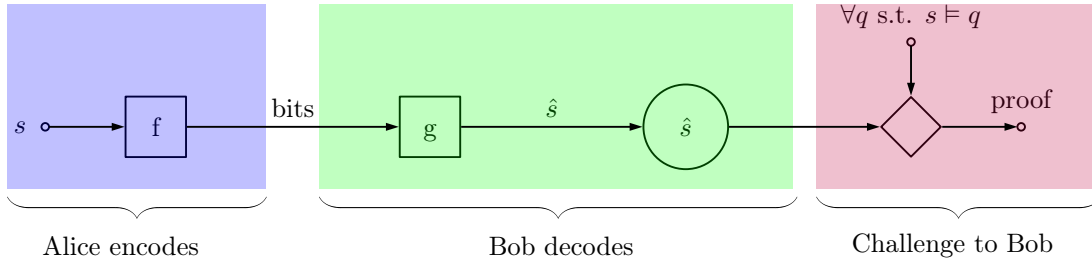 ∀q s.t. s ⊨ q
s
f
bits
g
ŝ
ŝ
proof
Alice encodes
Bob decodes
Challenge to Bob